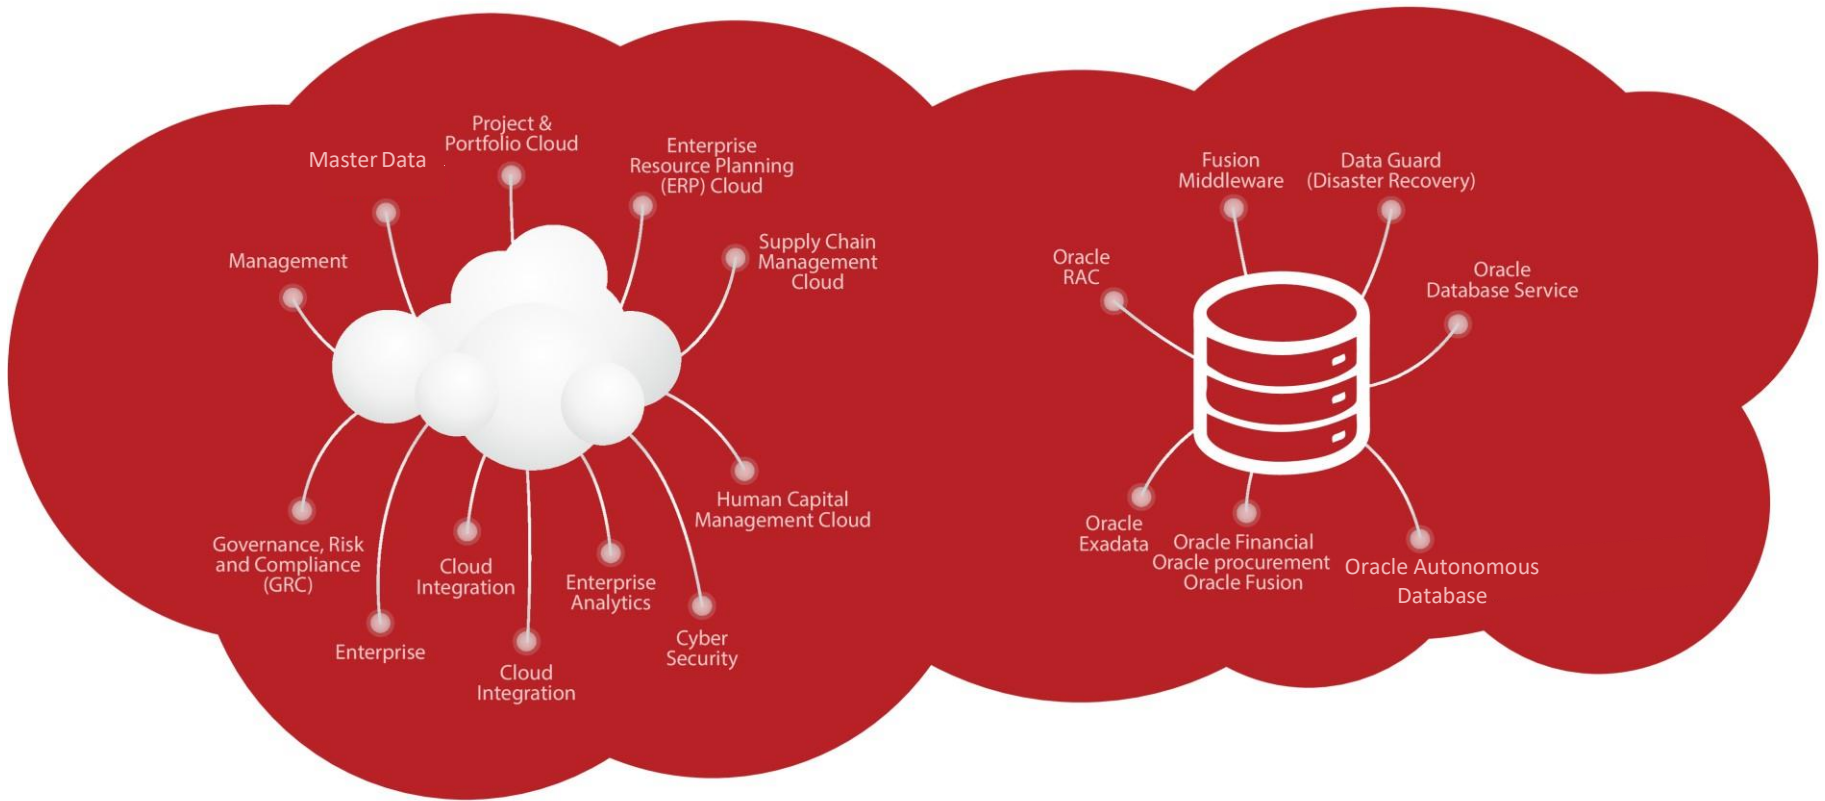 Project &
Portfolio Cloud
Master Data
Enterprise
Resource Planning
(ERP) Cloud
Management
Supply Chain
Management
Cloud
Human Capital
Management Cloud
Governance, Risk
and Compliance
(GRC)
Cloud
Integration
Enterprise
Analytics
Enterprise
Cloud
Integration
Cyber
Security
Fusion
Middleware
Data Guard
(Disaster Recovery)
Oracle
RAC
Oracle
Database Service
Oracle
Exadata
Oracle Financial
Oracle procurement
Oracle Fusion
Oracle Autonomous
Database